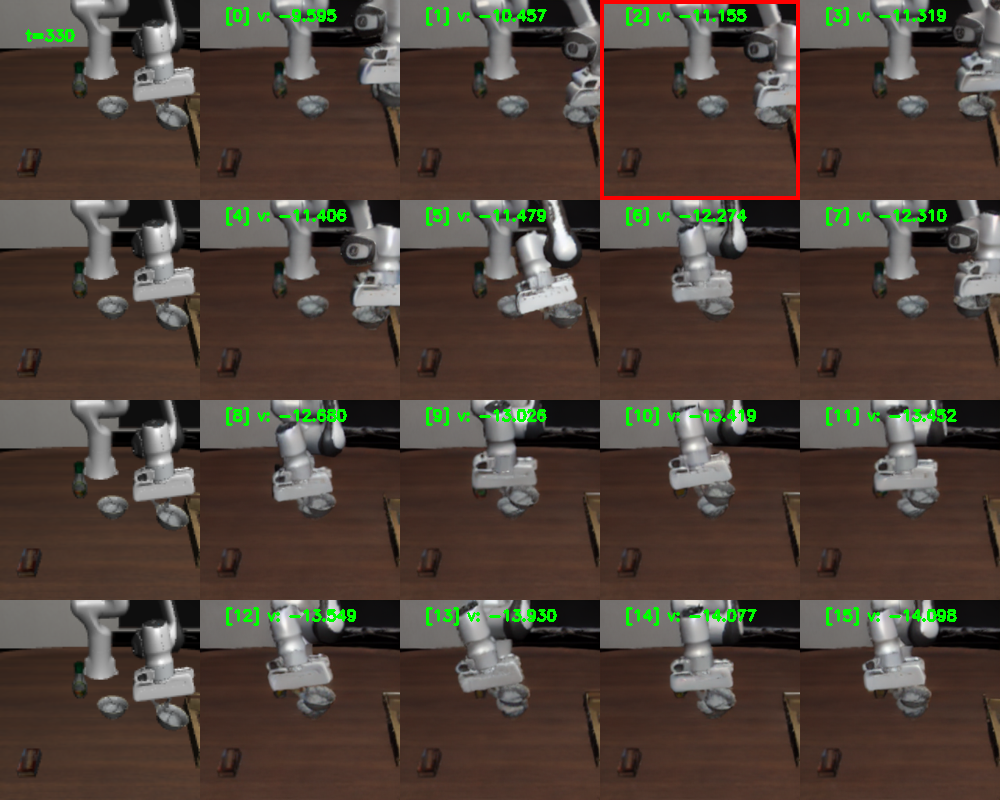 t=330
[0] v: -9.595
[1] v: -10.457
[2] v: -11.155
[3] v: -11.319
[4] v: -11.406
[5] v: -11.479
[6] v: -12.274
[7] v: -12.310
[8] v: -12.680
[9] v: -13.026
[10] v: -13.419
[11] v: -13.452
[12] v: -13.549
[13] v: -13.930
[14] v: -14.077
[15] v: -14.098